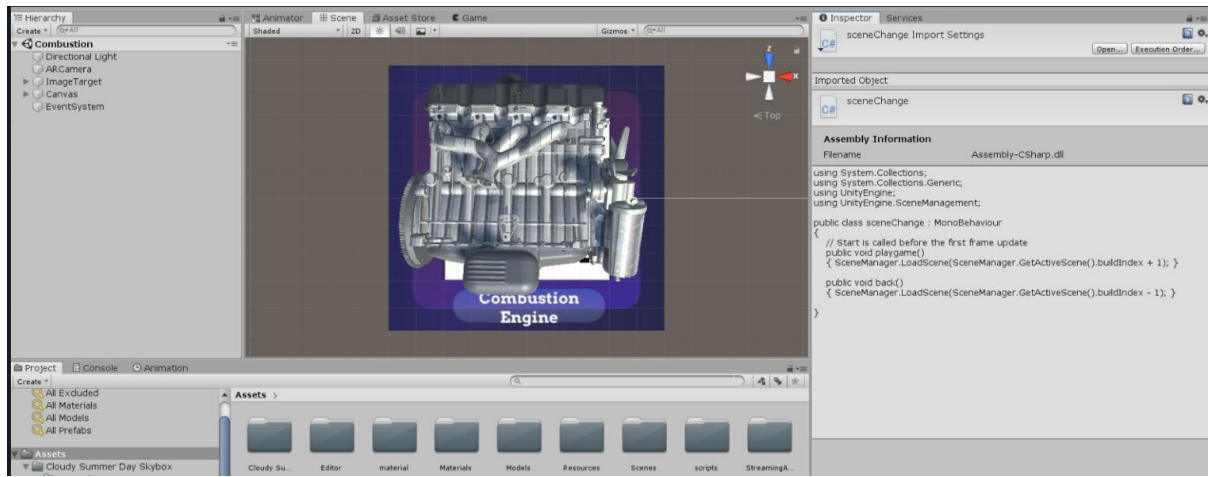 Hierarchy
Create
All
Combustion
Directional Light
ARCamera
ImageTarget
Canvas
EventSystem
Animator
Scene
Asset Store
Game
Shaded
2D
Gizmos
All
z
x
Top
Combustion
Engine
Inspector
Services
sceneChange Import Settings
Open...
Execution Order...
Imported Object
C#
sceneChange
C#
Assembly Information
Filename Assembly-CSharp.dll
using System.Collections;
using System.Collections.Generic;
using UnityEngine;
using UnityEngine.SceneManagement;
public class sceneChange : MonoBehaviour
{
// Start is called before the first frame update
public void playgame()
{ SceneManager.LoadScene(SceneManager.GetActiveScene().buildIndex + 1); }
public void back()
{ SceneManager.LoadScene(SceneManager.GetActiveScene().buildIndex - 1); }
}
Project
Console
Animation
Create
All Excluded
All Materials
All Models
All Prefabs
Assets
Cloudy Summer Day Skybox
Assets >
Cloudy Su...
Editor
material
Materials
Models
Resources
Scenes
scripts
StreamingA...